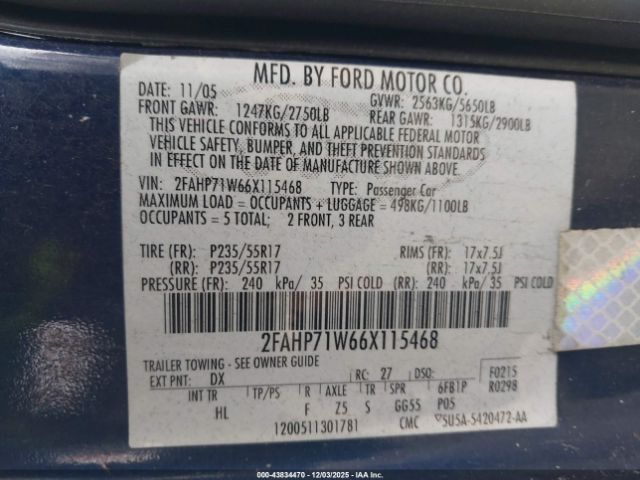 MFD. BY FORD MOTOR CO.
DATE: 11/05 GVWR: 2563KG/5650LB
FRONT GAWR: 1247KG/2750LB REAR GAWR: 1315KG/2900LB
THIS VEHICLE CONFORMS TO ALL APPLICABLE FEDERAL MOTOR
VEHICLE SAFETY, BUMPER, AND THEFT PREVENTION STANDARDS
IN EFFECT ON THE DATE OF MANUFACTURE SHOWN ABOVE.
VIN: 2FAHP71W66X115468 TYPE: Passenger Car
MAXIMUM LOAD = OCCUPANTS + LUGGAGE = 498KG/1100LB
OCCUPANTS = 5 TOTAL; 2 FRONT, 3 REAR
TIRE (FR): P235/55R17 RIMS (FR): 17x7.5J
(RR): P235/55R17 (RR): 17x7.5J
PRESSURE (FR): 240 kPa/ 35 PSI COLD (RR): 240 kPa/ 35 PSI COLD
2FAHP71W66X115468
TRAILER TOWING - SEE OWNER GUIDE
EXT PNT: DX RC: 27 DSO: F0215
INT TR TP/PS R AXLE TR SPR 6FB1P R0298
HL F Z5 S GG55 P05
1200511301781 CMC ▽5U5A-5420472-AA
000-43834470 - 12/03/2025 - IAAI.com